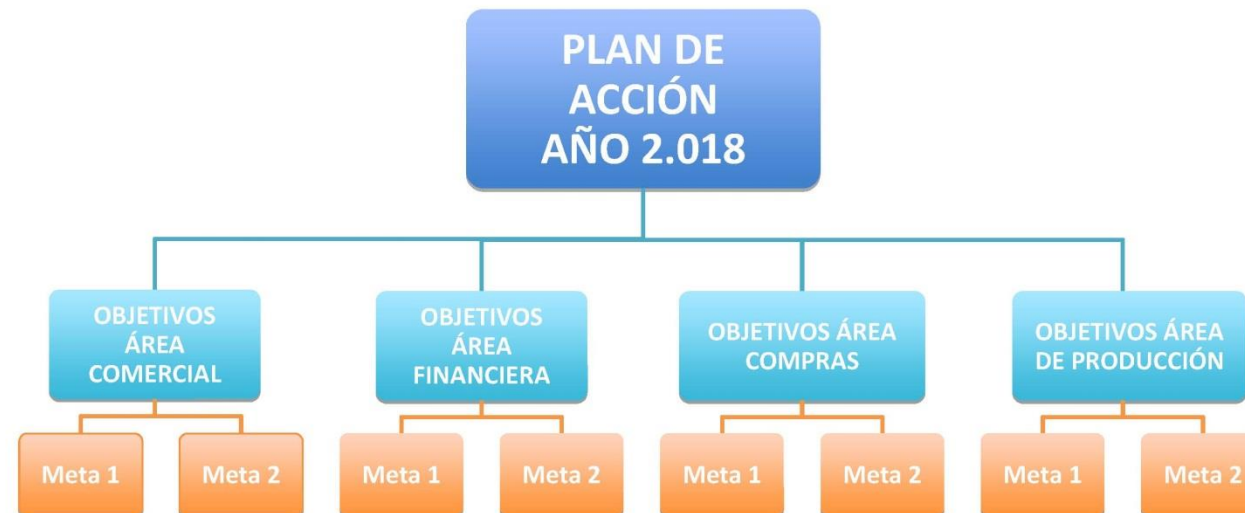 PLAN DE
ACCIÓN
AÑO 2.018
OBJETIVOS
ÁREA
COMERCIAL
OBJETIVOS
ÁREA
FINANCIERA
OBJETIVOS ÁREA
COMPRAS
OBJETIVOS ÁREA
DE PRODUCCIÓN
Meta 1
Meta 2
Meta 1
Meta 2
Meta 1
Meta 2
Meta 1
Meta 2